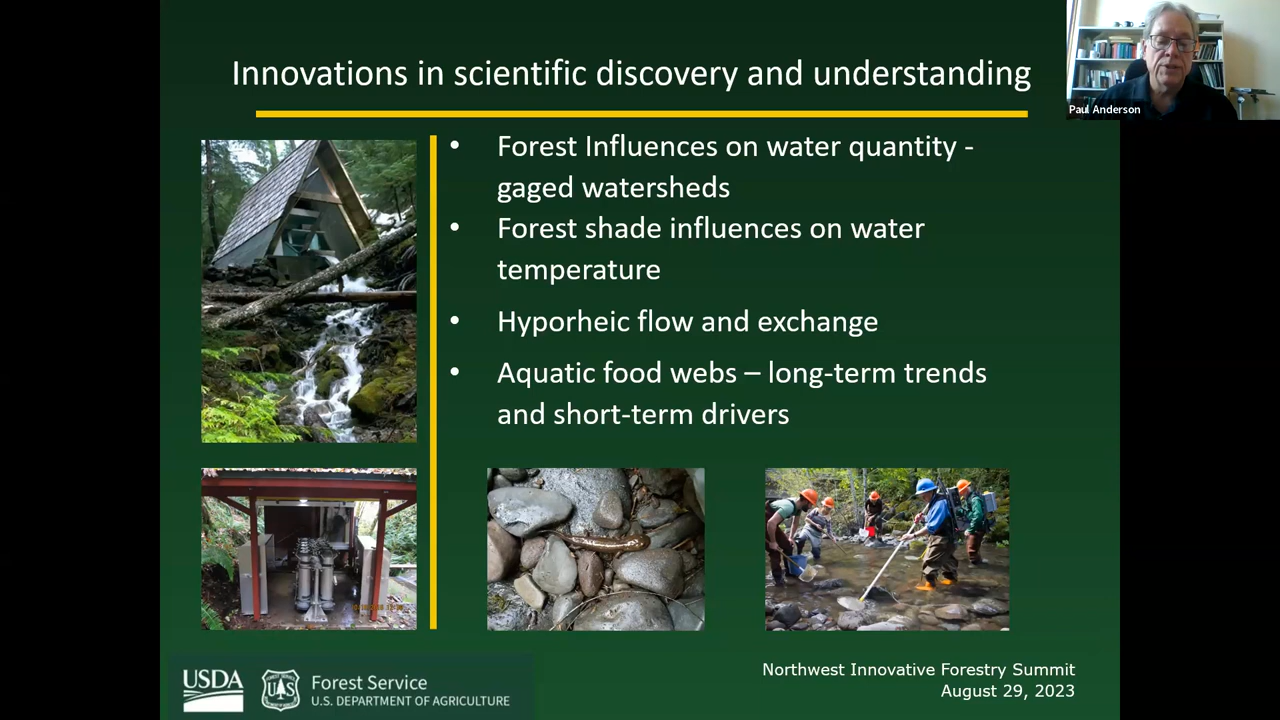 Innovations in scientific discovery and understanding
Paul Anderson
• Forest Influences on water quantity -
gaged watersheds
• Forest shade influences on water
temperature
• Hyporheic flow and exchange
• Aquatic food webs – long-term trends
and short-term drivers
USDA
Forest Service
U.S. DEPARTMENT OF AGRICULTURE
Northwest Innovative Forestry Summit
August 29, 2023